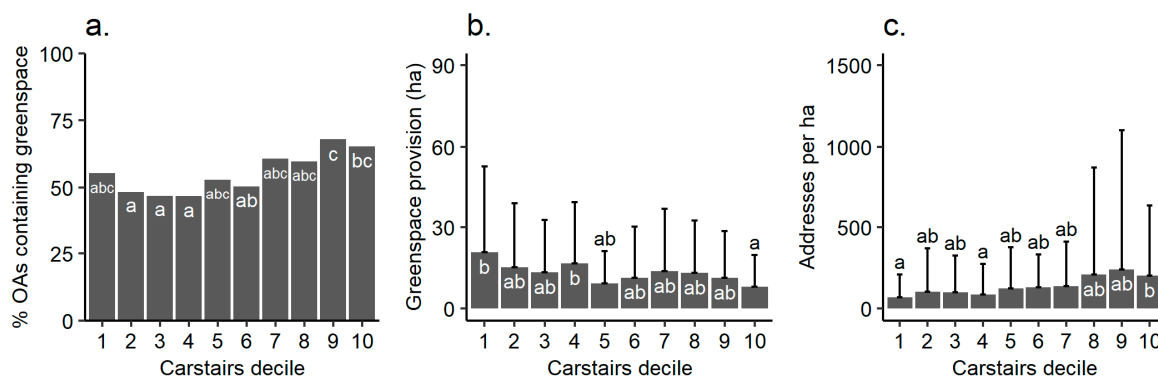 a.
% OAs containing greenspace
100
75
50
25
0
abc
a
a
a
abc
ab
abc
abc
c
bc
1 2 3 4 5 6 7 8 9 10
Carstairs decile
b.
Greenspace provision (ha)
90
60
30
0
b
ab
ab
b
ab
ab
ab
ab
ab
a
1 2 3 4 5 6 7 8 9 10
Carstairs decile
c.
Addresses per ha
1500
1000
500
0
a
ab
ab
a
ab
ab
ab
ab
ab
b
1 2 3 4 5 6 7 8 9 10
Carstairs decile